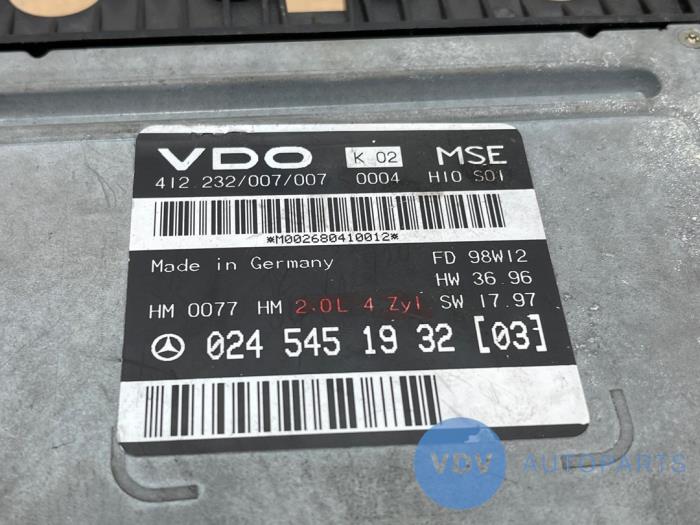 VDO K 02 MSE
412.232/007/007 0004 H10 S01
*M002680410012*
Made in Germany FD 98W12
HW 36.96
HM 0077 HM 2.0L 4 Zyl SW 17.97
024 545 19 32 [03]
VDV AUTOPARTS